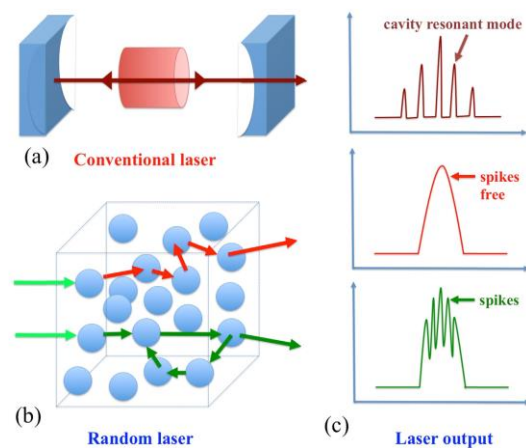 (a)
Conventional laser
(b)
Random laser
cavity resonant mode
spikes
free
spikes
(c)
Laser output